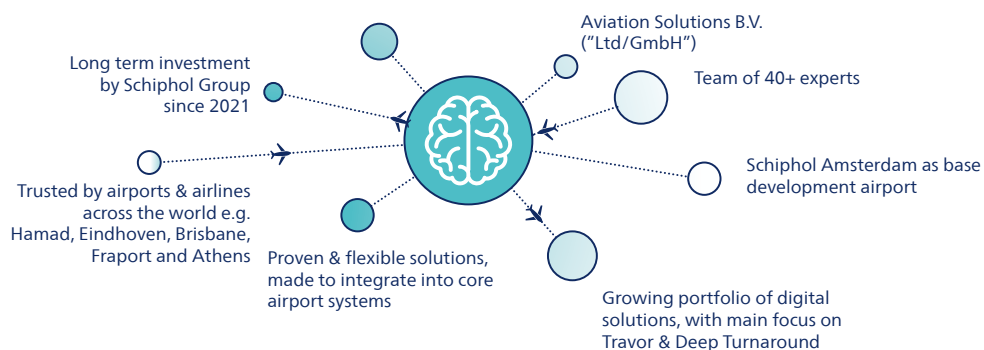 Aviation Solutions B.V.
("Ltd/GmbH")
Long term investment
by Schiphol Group
since 2021
Team of 40+ experts
Trusted by airports & airlines
across the world e.g.
Hamad, Eindhoven, Brisbane,
Fraport and Athens
Schiphol Amsterdam as base
development airport
Proven & flexible solutions,
made to integrate into core
airport systems
Growing portfolio of digital
solutions, with main focus on
Travor & Deep Turnaround